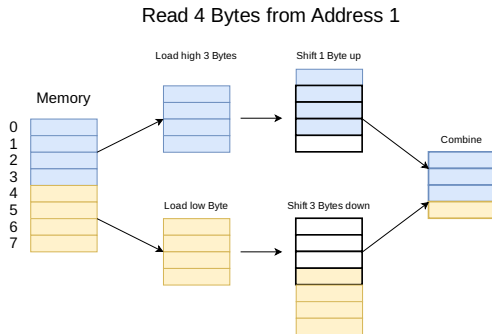 Read 4 Bytes from Address 1
Load high 3 Bytes
Shift 1 Byte up
Memory
0
1
2
3
4
5
6
7
Combine
Load low Byte
Shift 3 Bytes down